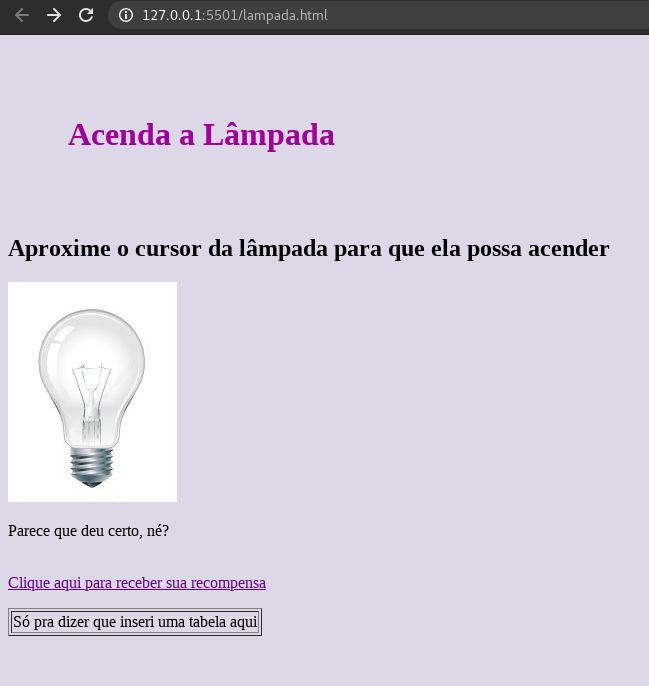 127.0.0.1:5501/lampada.html
Acenda a Lâmpada
Aproxime o cursor da lâmpada para que ela possa acender
Parece que deu certo, né?
Clique aqui para receber sua recompensa
Só pra dizer que inseri uma tabela aqui